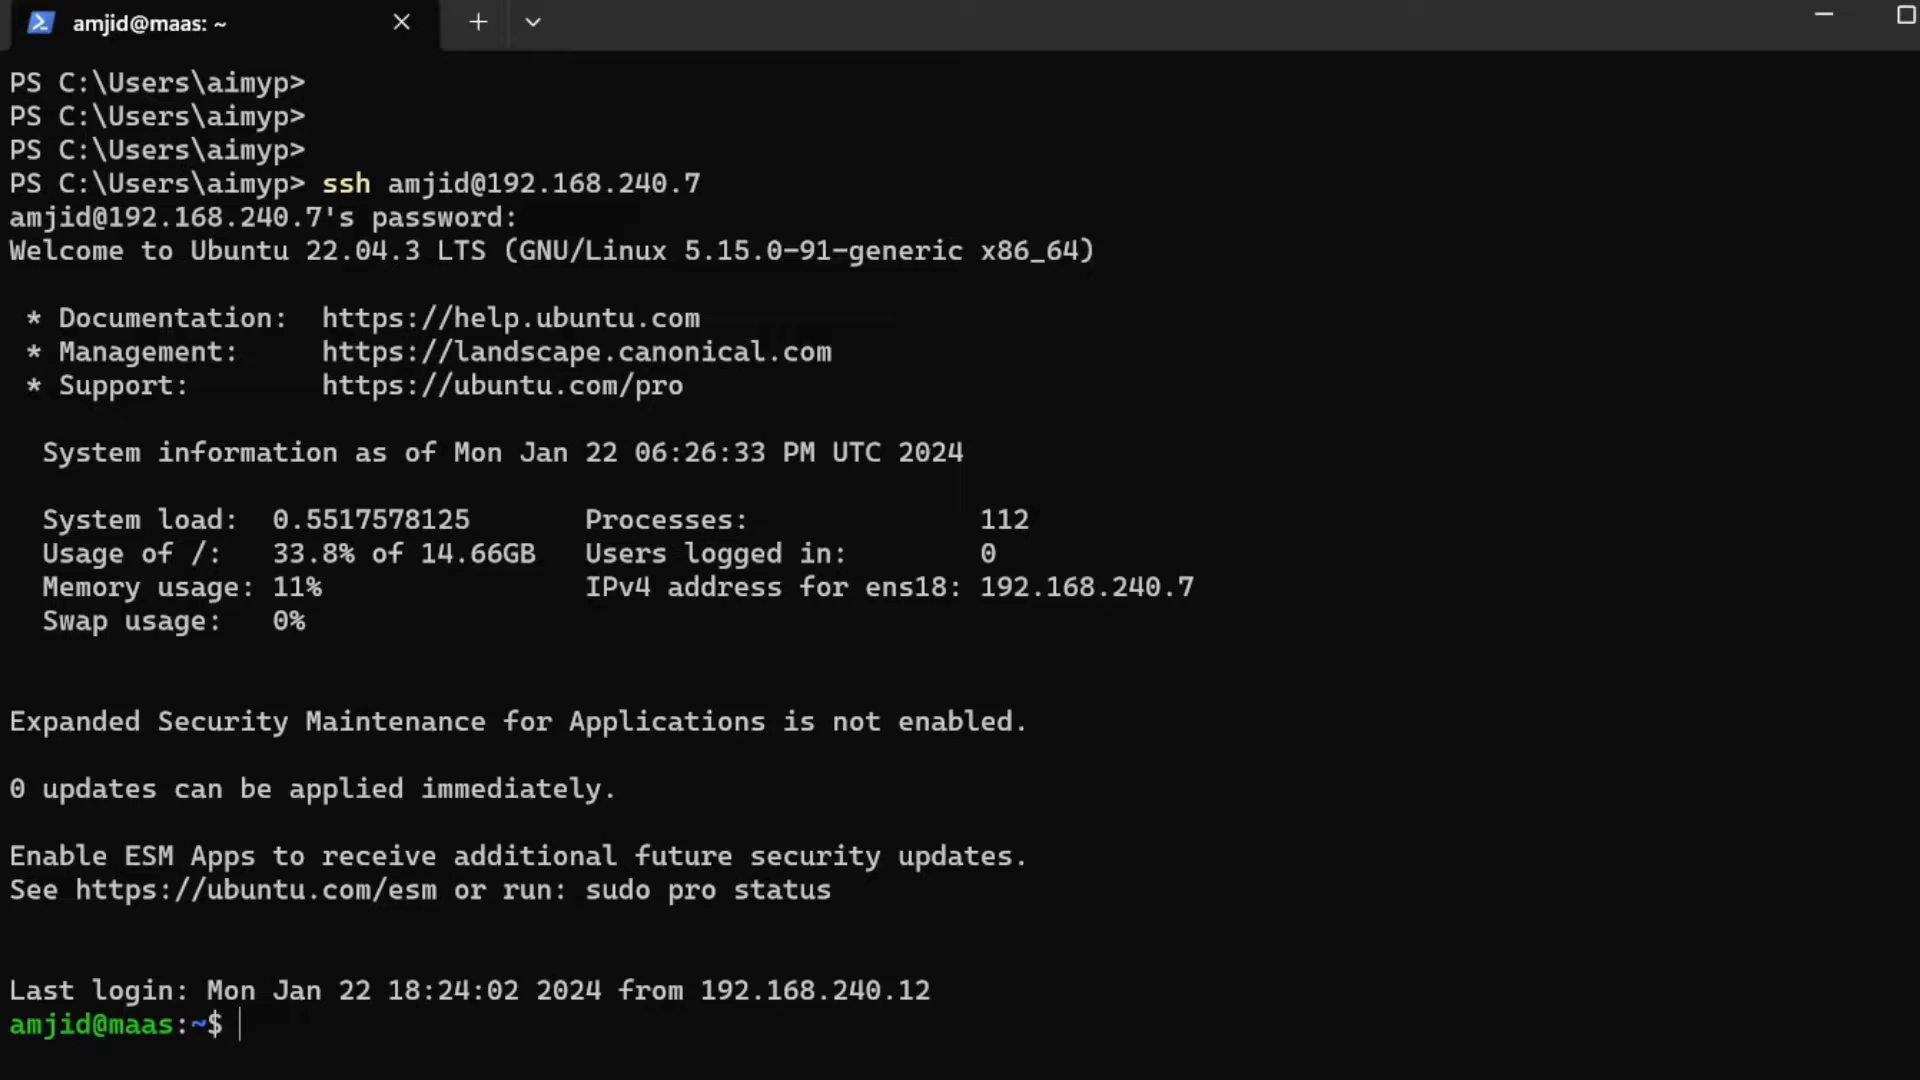 amjid@maas: ~
PS C:\Users\aimyp>
PS C:\Users\aimyp>
PS C:\Users\aimyp>
PS C:\Users\aimyp> ssh amjid@192.168.240.7
amjid@192.168.240.7's password:
Welcome to Ubuntu 22.04.3 LTS (GNU/Linux 5.15.0-91-generic x86_64)

 * Documentation:  https://help.ubuntu.com
 * Management:     https://landscape.canonical.com
 * Support:        https://ubuntu.com/pro

  System information as of Mon Jan 22 06:26:33 PM UTC 2024

  System load:  0.5517578125       Processes:              112
  Usage of /:   33.8% of 14.66GB   Users logged in:        0
  Memory usage: 11%                IPv4 address for ens18: 192.168.240.7
  Swap usage:   0%

Expanded Security Maintenance for Applications is not enabled.

0 updates can be applied immediately.

Enable ESM Apps to receive additional future security updates.
See https://ubuntu.com/esm or run: sudo pro status

Last login: Mon Jan 22 18:24:02 2024 from 192.168.240.12
amjid@maas:~$